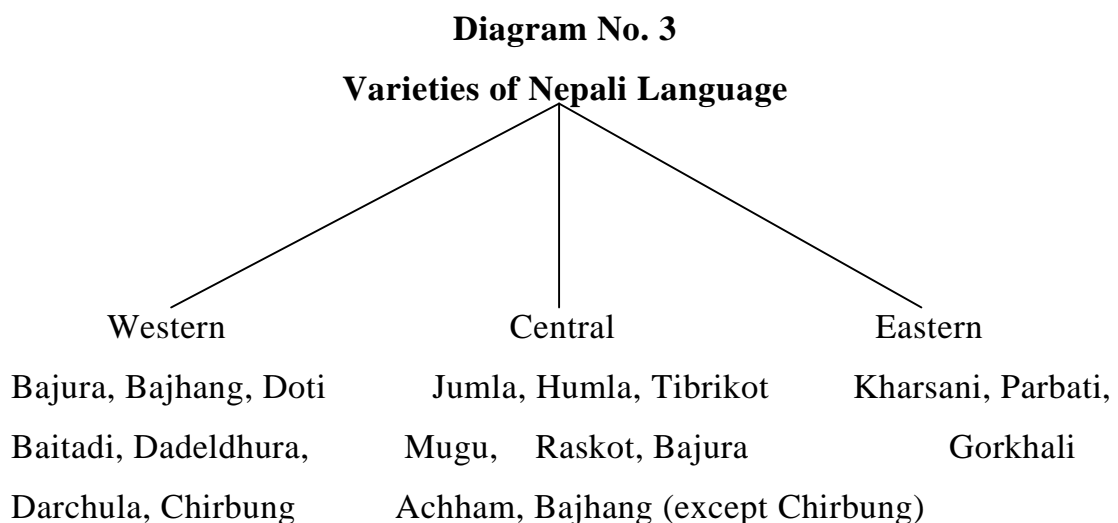 Diagram No. 3
Varieties of Nepali Language
Western Central Eastern
Bajura, Bajhang, Doti Jumla, Humla, Tibrikot Kharsani, Parbati,
Baitadi, Dadeldhura, Mugu, Raskot, Bajura Gorkhali
Darchula, Chirbung Achham, Bajhang (except Chirbung)